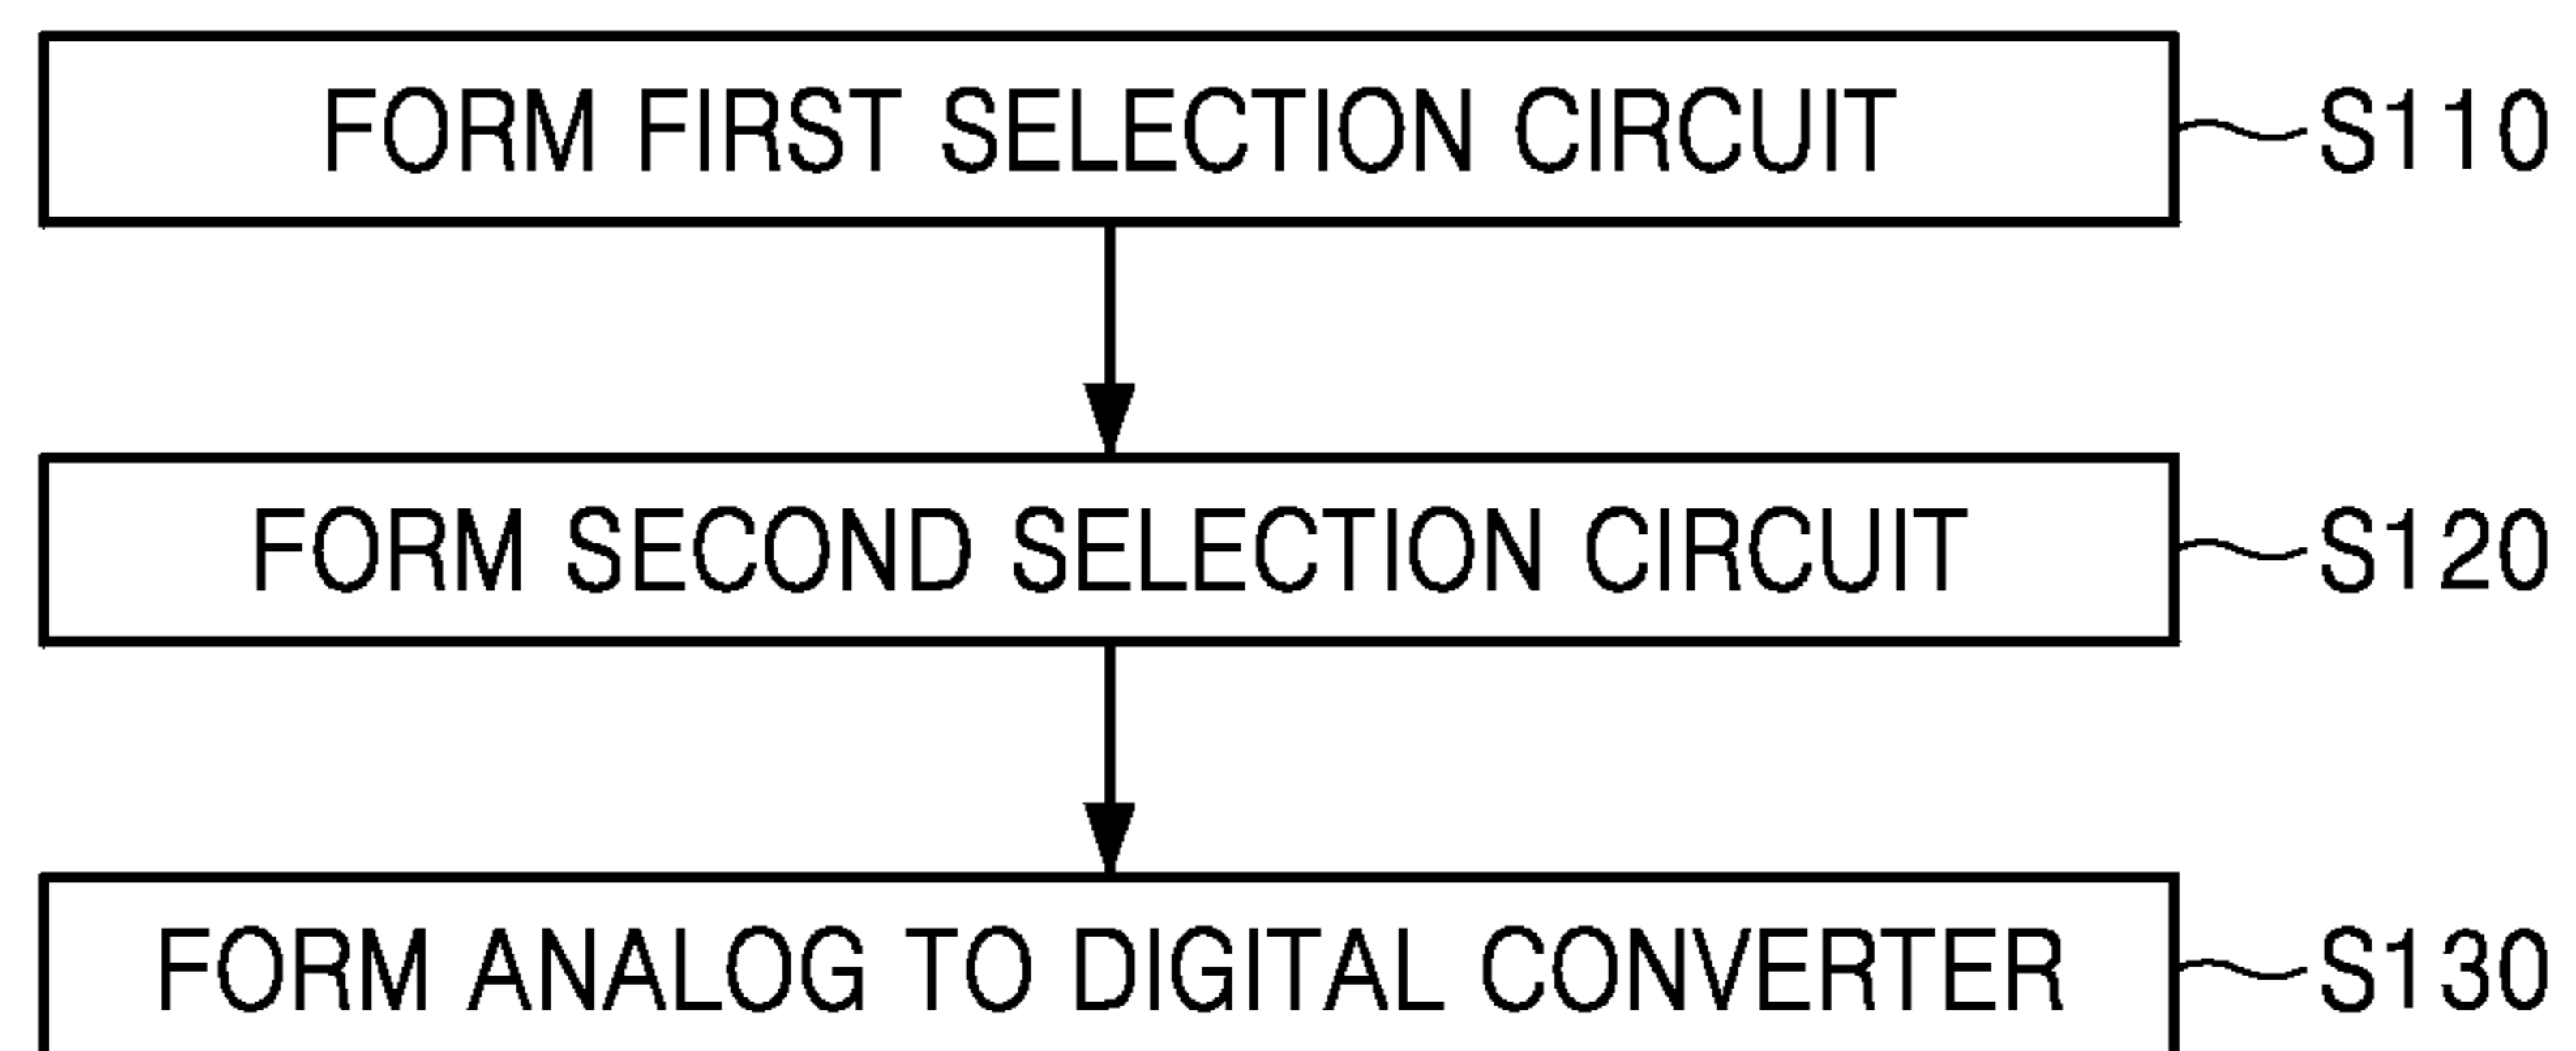 FORM FIRST SELECTION CIRCUIT
S110
FORM SECOND SELECTION CIRCUIT
S120
FORM ANALOG TO DIGITAL CONVERTER
S130